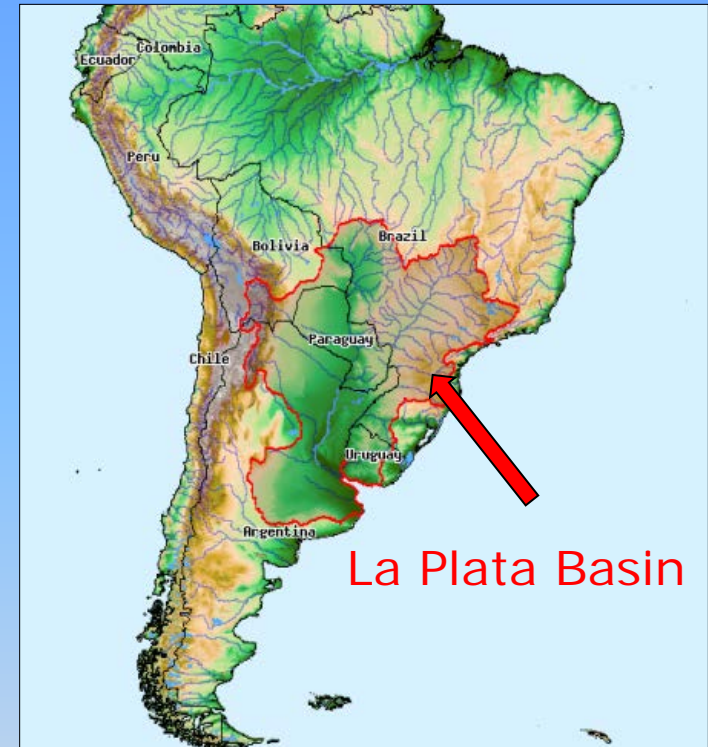 Colombia
Ecuador
Peru
Brazil
Bolivia
Paraguay
Chile
Uruguay
Argentina
La Plata Basin